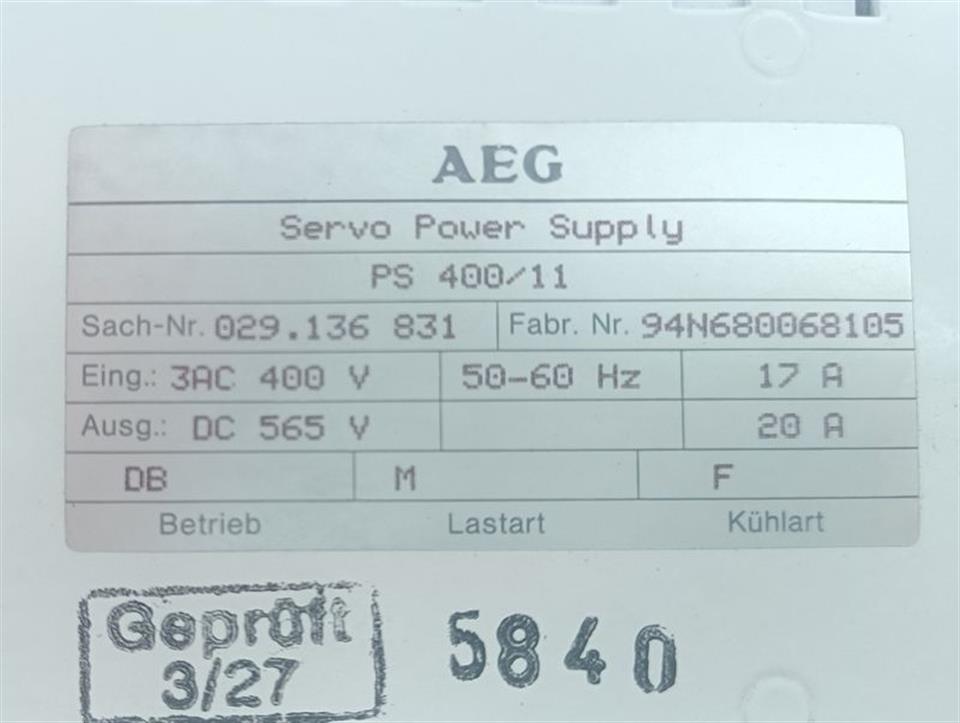 AEG
Servo Power Supply
PS 400/11
Sach-Nr. 029.136 831 Fabr. Nr. 94N680068105
Eing.: 3AC 400 V 50-60 Hz 17 A
Ausg.: DC 565 V 20 A
DB M F
Betrieb Lastart Kühlart
Geprüft
3/27
5840